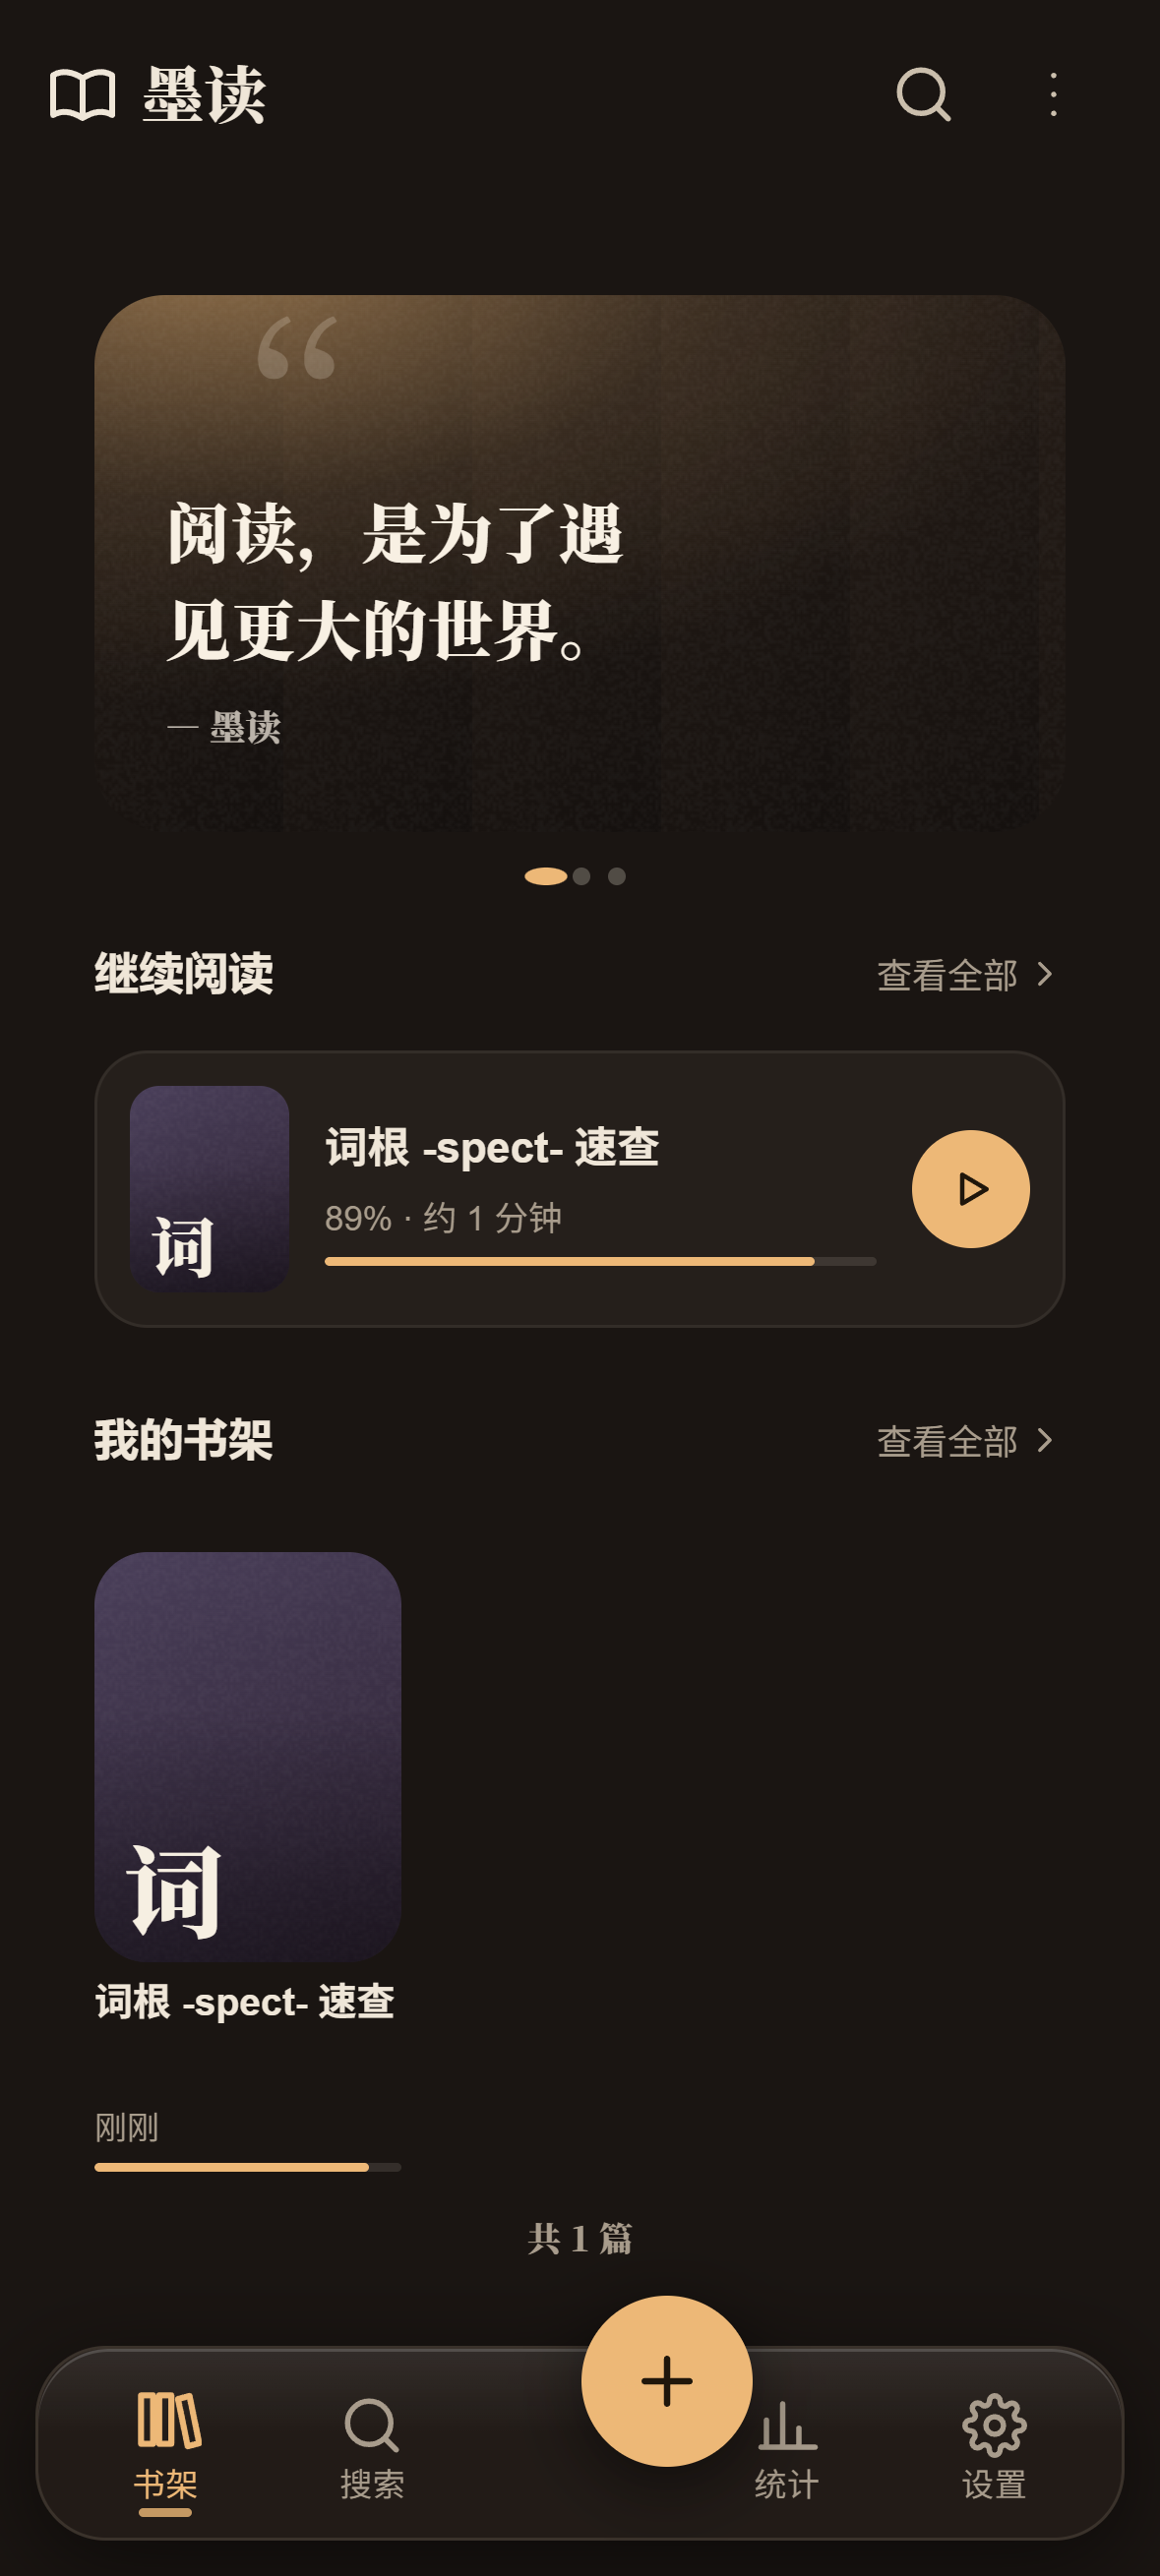 墨读
“
阅读，是为了遇
见更大的世界。
— 墨读
继续阅读
查看全部
词
词根 -spect- 速查
89% · 约 1 分钟
我的书架
查看全部
词
词根 -spect- 速查
刚刚
共 1 篇
书架
搜索
统计
设置